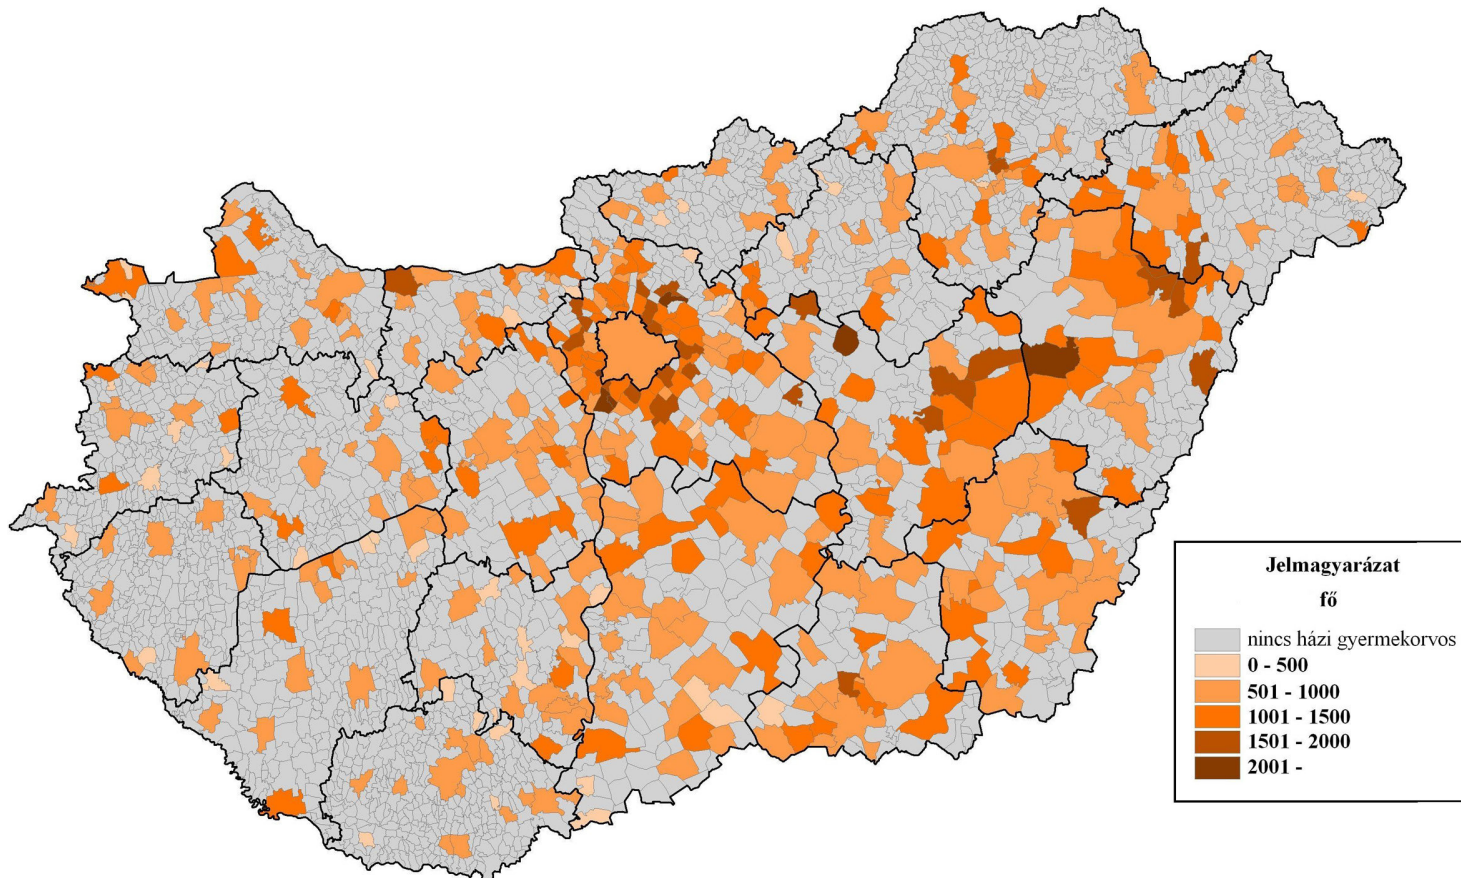 Jelmagyarázat
fő
nincs házi gyermekorvos
0 - 500
501 - 1000
1001 - 1500
1501 - 2000
2001 -